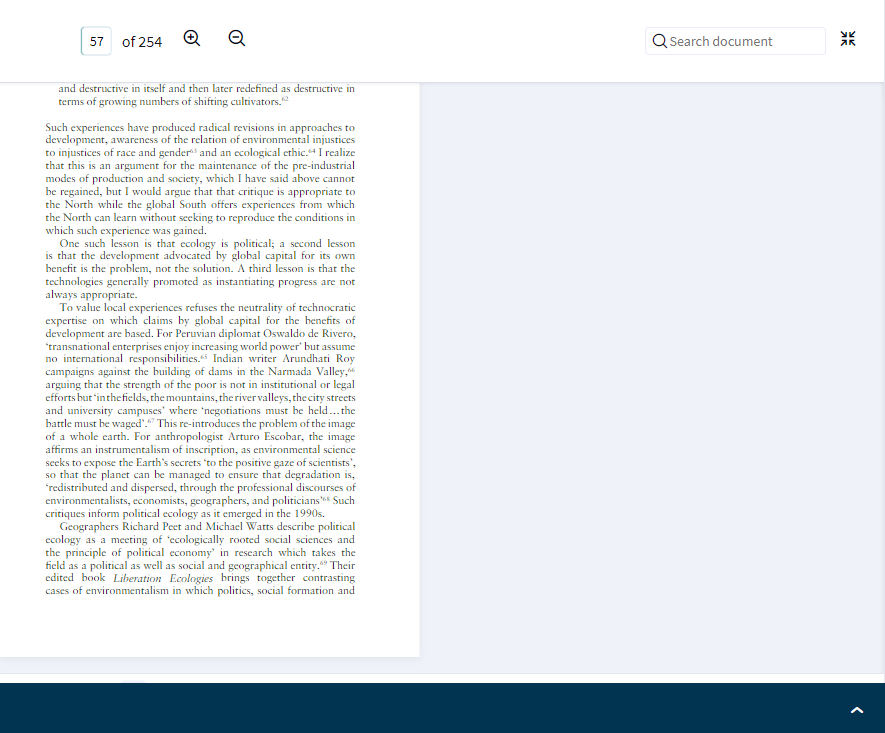 57 of 254 Search document
and destructive in itself and then later redefined as destructive in
terms of growing numbers of shifting cultivators.62
Such experiences have produced radical revisions in approaches to
development, awareness of the relation of environmental injustices
to injustices of race and gender63 and an ecological ethic.64 I realize
that this is an argument for the maintenance of the pre-industrial
modes of production and society, which I have said above cannot
be regained, but I would argue that that critique is appropriate to
the North while the global South offers experiences from which
the North can learn without seeking to reproduce the conditions in
which such experience was gained.
One such lesson is that ecology is political; a second lesson
is that the development advocated by global capital for its own
benefit is the problem, not the solution. A third lesson is that the
technologies generally promoted as instantiating progress are not
always appropriate.
To value local experiences refuses the neutrality of technocratic
expertise on which claims by global capital for the benefits of
development are based. For Peruvian diplomat Oswaldo de Rivero,
‘transnational enterprises enjoy increasing world power’ but assume
no international responsibilities.65 Indian writer Arundhati Roy
campaigns against the building of dams in the Narmada Valley,66
arguing that the strength of the poor is not in institutional or legal
efforts but ‘in the fields, the mountains, the river valleys, the city streets
and university campuses’ where ‘negotiations must be held…the
battle must be waged’.67 This re-introduces the problem of the image
of a whole earth. For anthropologist Arturo Escobar, the image
affirms an instrumentalism of inscription, as environmental science
seeks to expose the Earth’s secrets ‘to the positive gaze of scientists’,
so that the planet can be managed to ensure that degradation is,
‘redistributed and dispersed, through the professional discourses of
environmentalists, economists, geographers, and politicians’68 Such
critiques inform political ecology as it emerged in the 1990s.
Geographers Richard Peet and Michael Watts describe political
ecology as a meeting of ‘ecologically rooted social sciences and
the principle of political economy’ in research which takes the
field as a political as well as social and geographical entity.69 Their
edited book Liberation Ecologies brings together contrasting
cases of environmentalism in which politics, social formation and